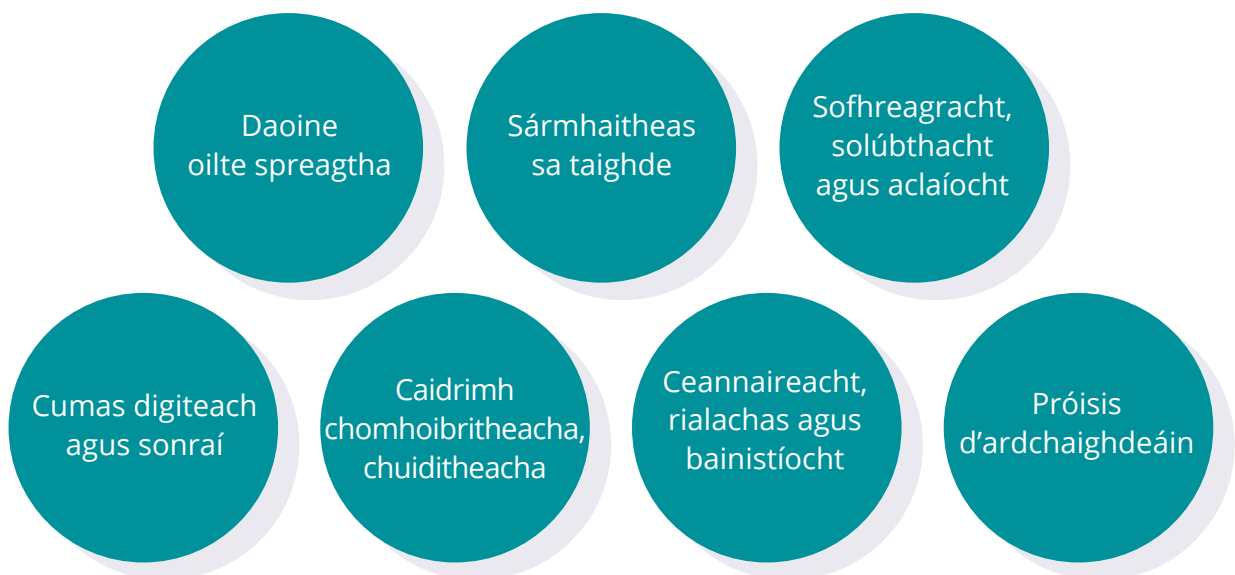 Daoine
oilte spreagtha
Sármhaitheas
sa taighde
Sofhreagracht,
solúbthacht
agus aclaíocht
Cumas digiteach
agus sonraí
Caidrimh
chomhoibritheacha,
chuiditheacha
Ceannaireacht,
rialachas agus
bainistíocht
Próisis
d’ardchaighdeáin